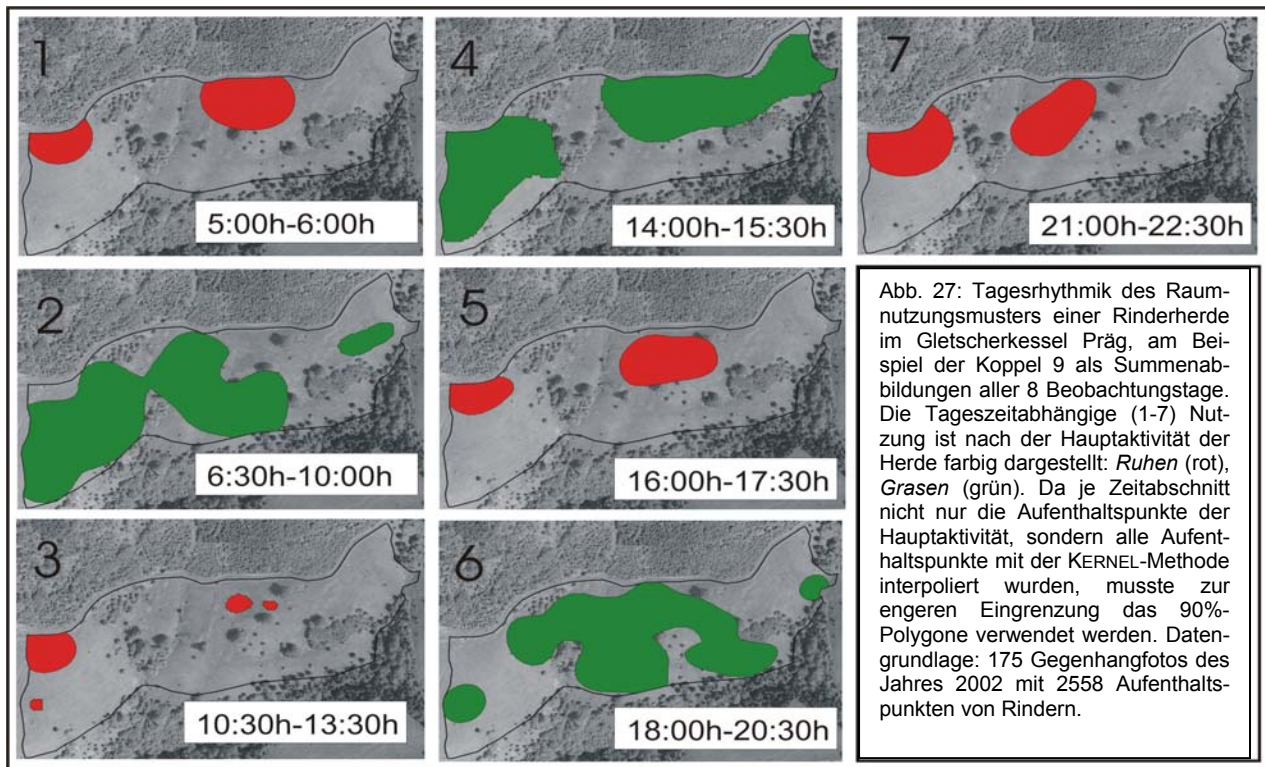 1
5:00h-6:00h
2
6:30h-10:00h
3
10:30h-13:30h
4
14:00h-15:30h
5
16:00h-17:30h
6
18:00h-20:30h
7
21:00h-22:30h
Abb. 27: Tagesrhythmik des Raum-
nutzungsmusters einer Rinderherde
im Gletscherkessel Präg, am Bei-
spiel der Koppel 9 als Summenab-
bildungen aller 8 Beobachtungstage.
Die Tageszeitabhängige (1-7) Nut-
zung ist nach der Hauptaktivität der
Herde farbig dargestellt: Ruhen (rot),
Grasen (grün). Da je Zeitabschnitt
nicht nur die Aufenthaltspunkte der
Hauptaktivität, sondern alle Aufent-
haltspunkte mit der KERNEL-Methode
interpoliert wurden, musste zur
engeren Eingrenzung das 90%-
Polygone verwendet werden. Daten-
grundlage: 175 Gegenhangfotos des
Jahres 2002 mit 2558 Aufenthalts-
punkten von Rindern.